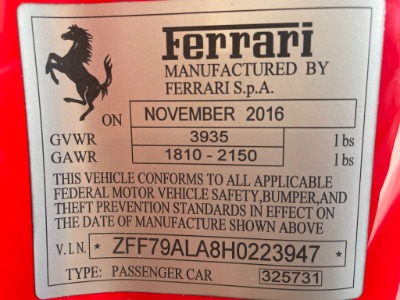 Ferrari
MANUFACTURED BY
FERRARI S.p.A.
ON NOVEMBER 2016
GVWR 3935 lbs
GAWR 1810 - 2150 lbs
THIS VEHICLE CONFORMS TO ALL APPLICABLE
FEDERAL MOTOR VEHICLE SAFETY,BUMPER,AND
THEFT PREVENTION STANDARDS IN EFFECT ON
THE DATE OF MANUFACTURE SHOWN ABOVE
V.I.N. * ZFF79ALA8H0223947 *
TYPE: PASSENGER CAR 325731